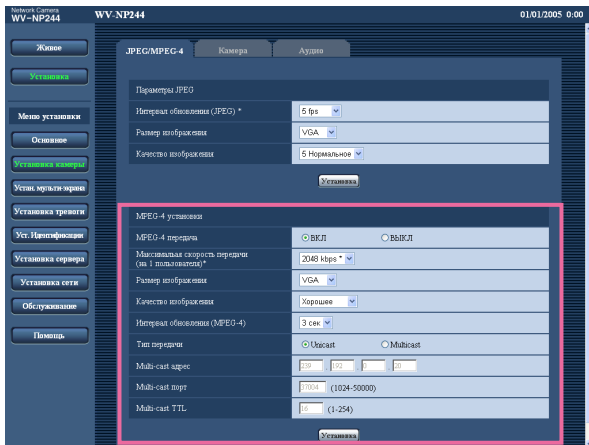 Network Camera
WV-NP244
WV-NP244
01/01/2005 0:00
Живое
Установка
Меню установки
Основное
Установка камеры
Устан. мульти-экрана
Установка тревоги
Уст. Идентификации
Установка сервера
Установка сети
Обслуживание
Помощь
JPEG/MPEG-4 Камера Аудио
Параметры JPEG
Интервал обновления (JPEG) * 5 fps
Размер изображения VGA
Качество изображения 5 Нормальное
Установка
MPEG-4 установки
MPEG-4 передача ВКЛ ВЫКЛ
Максимальая скорость передачи
(на 1 пользователя)* 2048 kbps *
Размер изображения VGA
Качество изображения Хорошее
Интервал обновления (MPEG-4) 3 сек
Тип передачи Unicast Multicast
Multi-cast адрес 239 . 192 . 0 . 20
Multi-cast порт 37004 (1024-50000)
Multi-cast TTL 16 (1-254)
Установка